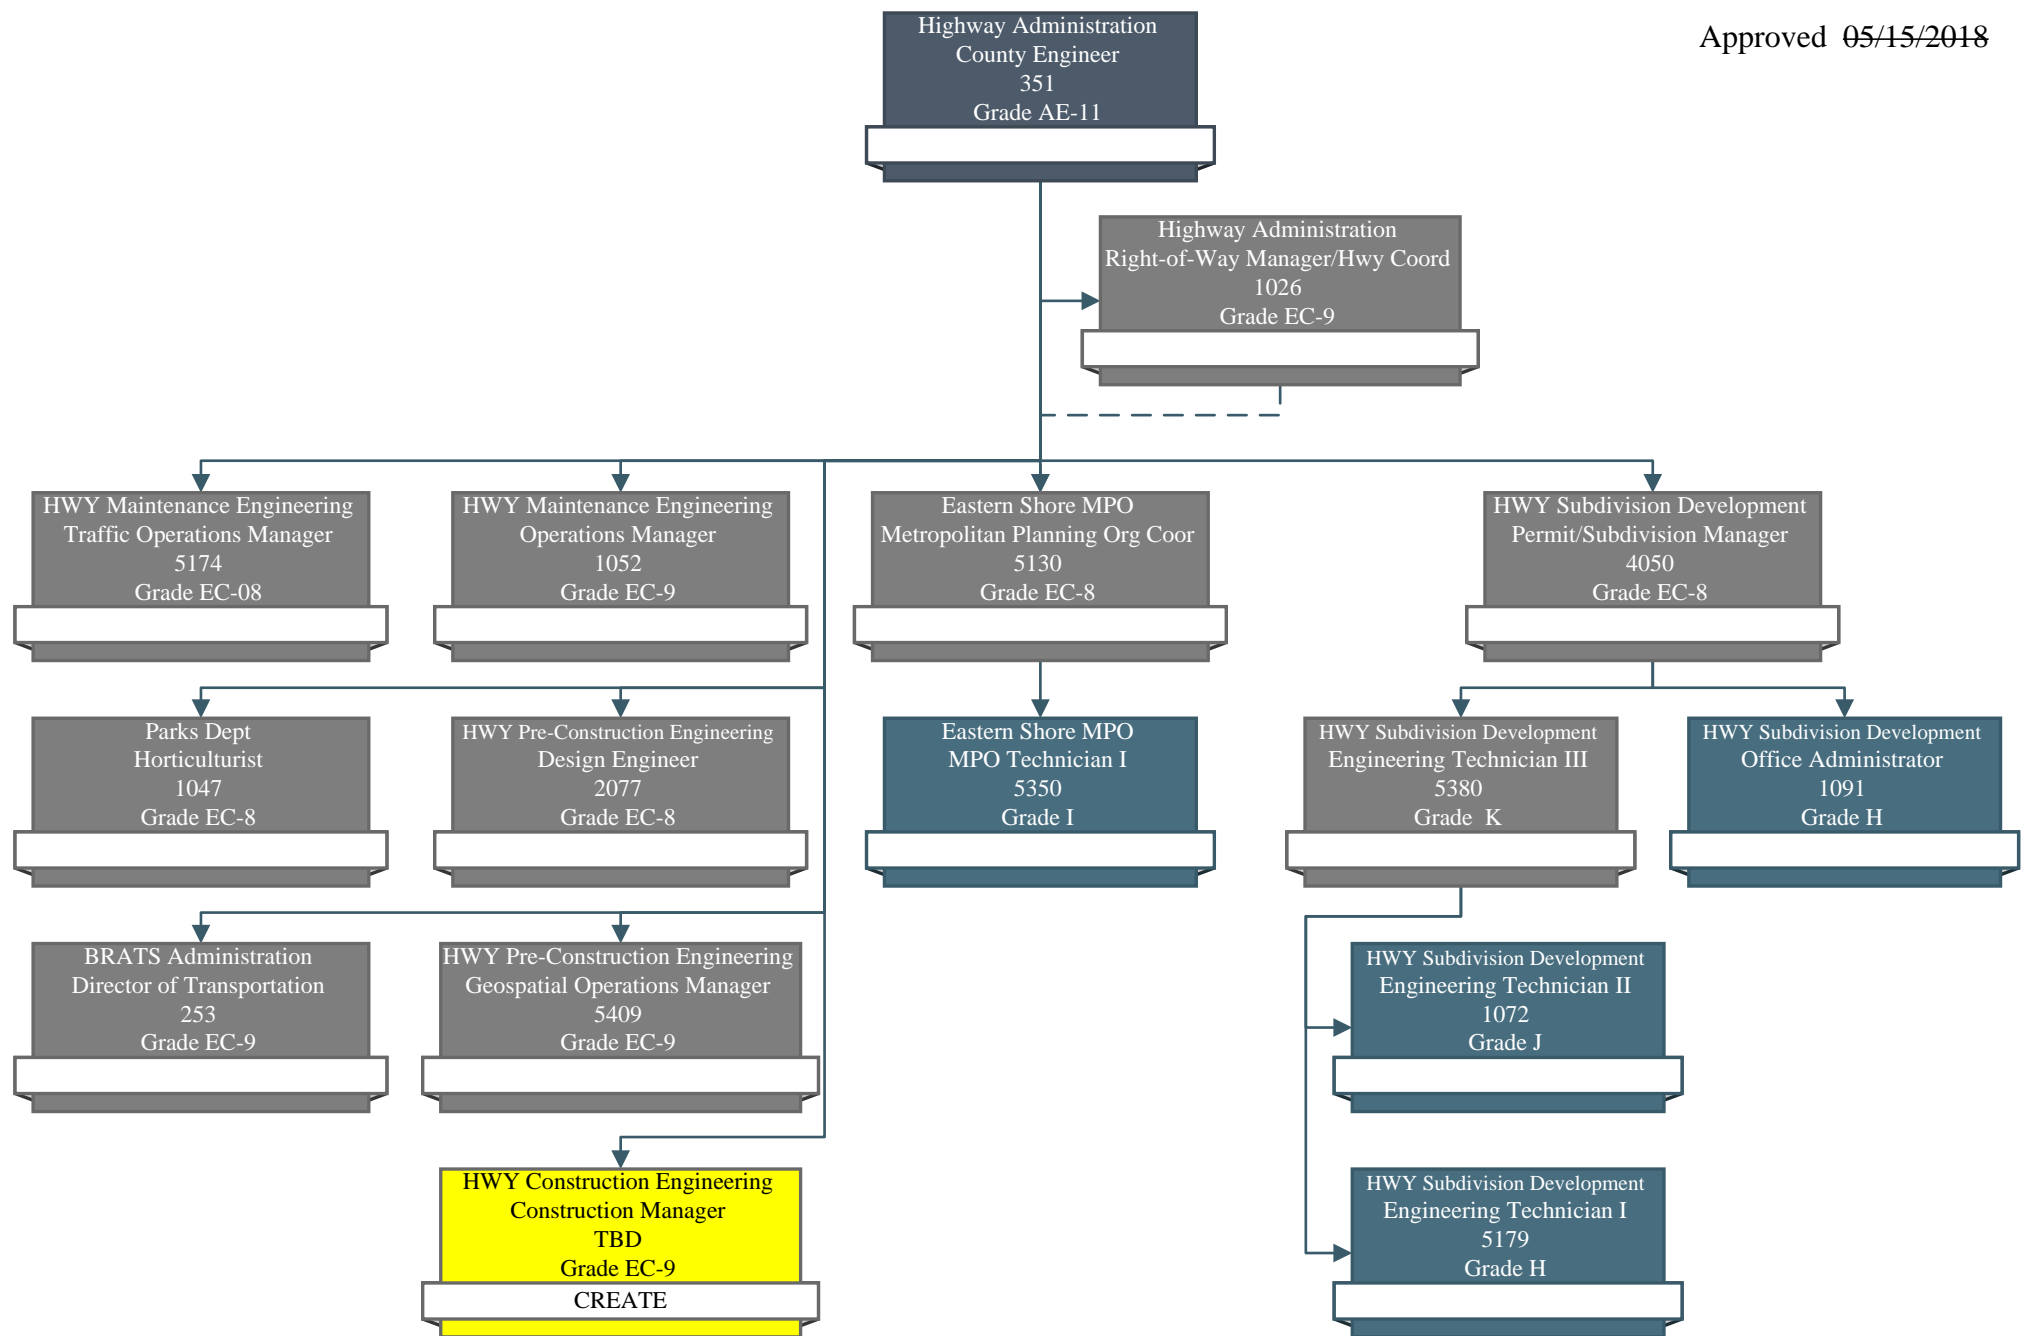 Highway Administration
County Engineer
351
Grade AE-11
Approved 05/15/2018
Highway Administration
Right-of-Way Manager/Hwy Coord
1026
Grade EC-9
HWY Maintenance Engineering
Traffic Operations Manager
5174
Grade EC-08
HWY Maintenance Engineering
Operations Manager
1052
Grade EC-9
Eastern Shore MPO
Metropolitan Planning Org Coor
5130
Grade EC-8
HWY Subdivision Development
Permit/Subdivision Manager
4050
Grade EC-8
Parks Dept
Horticulturist
1047
Grade EC-8
HWY Pre-Construction Engineering
Design Engineer
2077
Grade EC-8
Eastern Shore MPO
MPO Technician I
5350
Grade I
HWY Subdivision Development
Engineering Technician III
5380
Grade K
HWY Subdivision Development
Office Administrator
1091
Grade H
BRATS Administration
Director of Transportation
253
Grade EC-9
HWY Pre-Construction Engineering
Geospatial Operations Manager
5409
Grade EC-9
HWY Subdivision Development
Engineering Technician II
1072
Grade J
HWY Construction Engineering
Construction Manager
TBD
Grade EC-9
CREATE
HWY Subdivision Development
Engineering Technician I
5179
Grade H